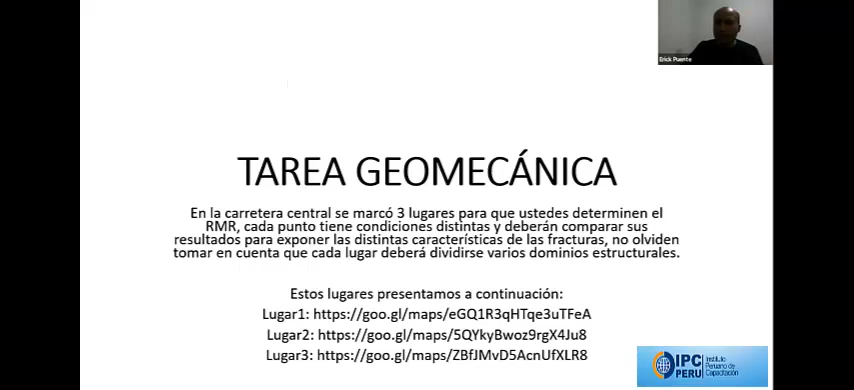 Erick Puente
TAREA GEOMECÁNICA
En la carretera central se marcó 3 lugares para que ustedes determinen el
RMR, cada punto tiene condiciones distintas y deberán comparar sus
resultados para exponer las distintas características de las fracturas, no olviden
tomar en cuenta que cada lugar deberá dividirse varios dominios estructurales.
Estos lugares presentamos a continuación:
Lugar1: https://goo.gl/maps/eGQ1R3qHTqe3uTFeA
Lugar2: https://goo.gl/maps/5QYkyBwoz9rgX4Ju8
Lugar3: https://goo.gl/maps/ZBfJMvD5AcnUfXLR8
IPC
PERU
Instituto
Peruano de
Capacitación